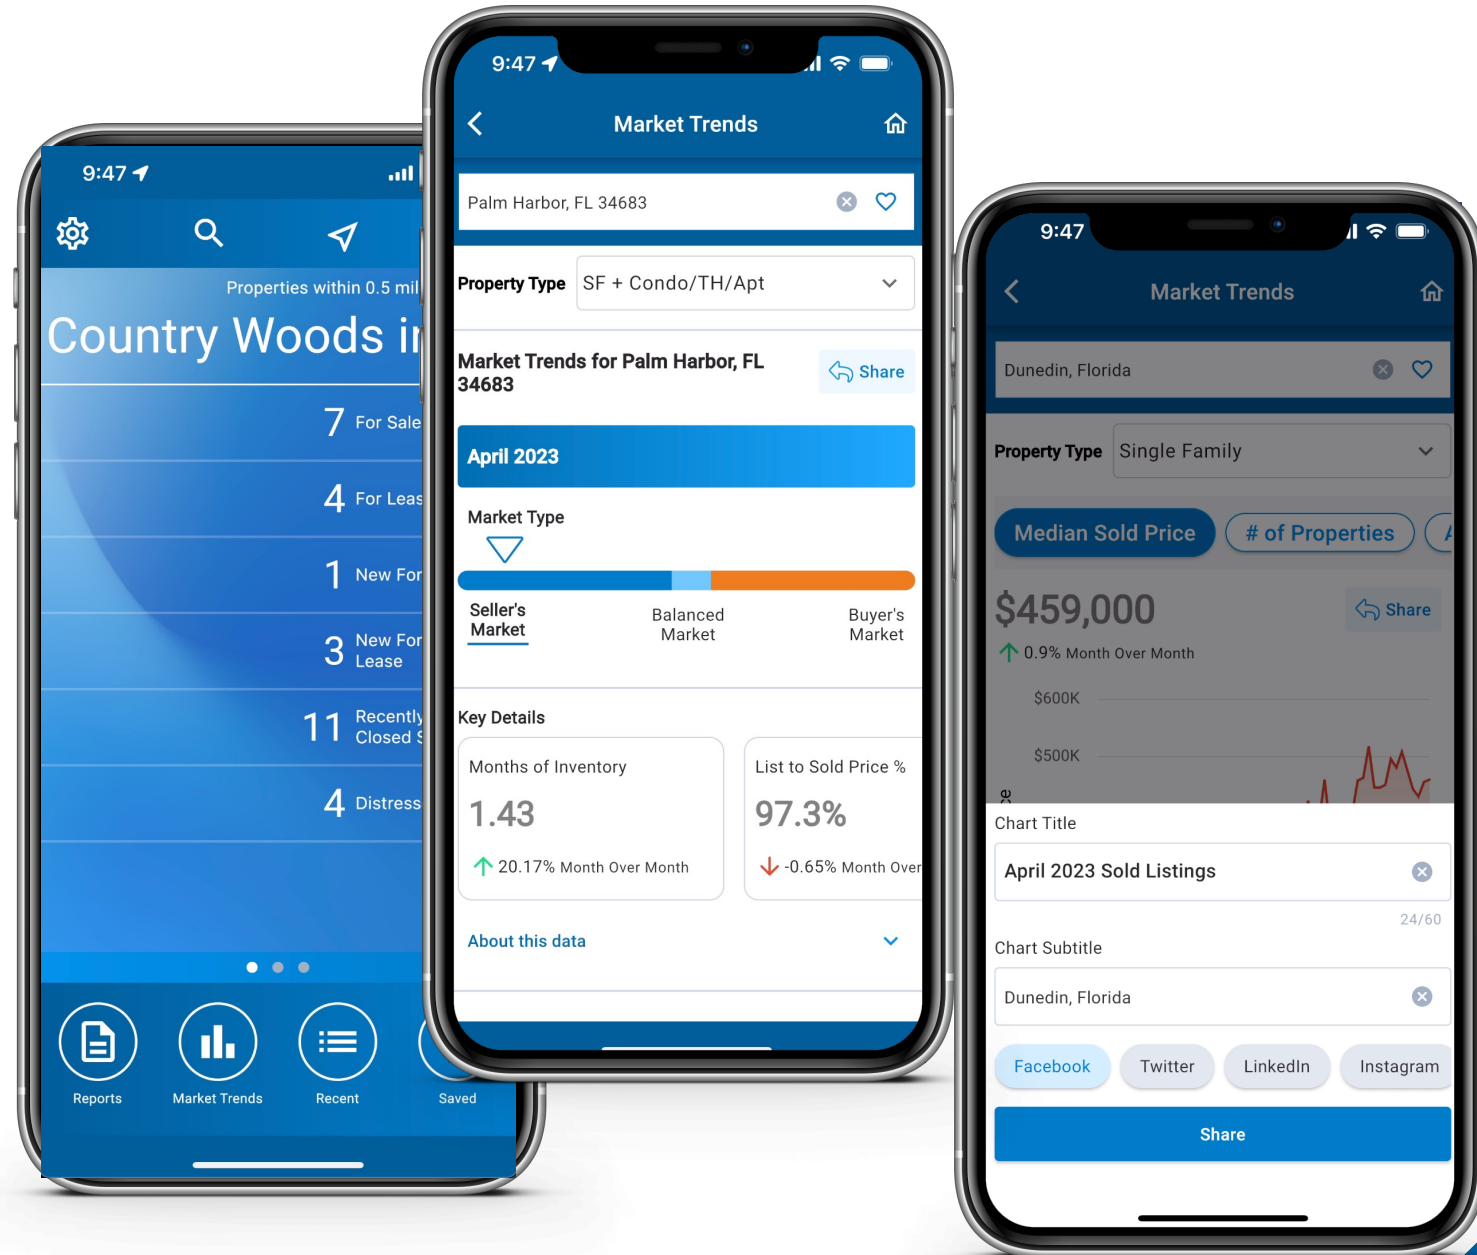 9:47
Properties within 0.5
Country Woods
7 For Sale
4 For
1 New For
3 New For
Lease
11 Recently
Closed
4
Reports
Market Trends
Recent
Saved
9:47
Market Trends
Palm Harbor, FL 34683
Property Type SF + Condo/TH/Apt
Market Trends for Palm Harbor, FL
34683
Share
April 2023
Market Type
Seller's
Market
Balanced
Market
Buyer's
Market
Key Details
Months of Inventory
1.43
20.17% Month Over Month
List to Sold Price %
97.3%
-0.65% Month Over
About this data
9:47
Market Trends
Dunedin, Florida
Property Type Single Family
Median Sold Price
# of Properties
$459,000
Share
0.9% Month Over Month
$600K
$500K
Chart Title
April 2023 Sold Listings
24/60
Chart Subtitle
Dunedin, Florida
Facebook
Twitter
LinkedIn
Instagram
Share